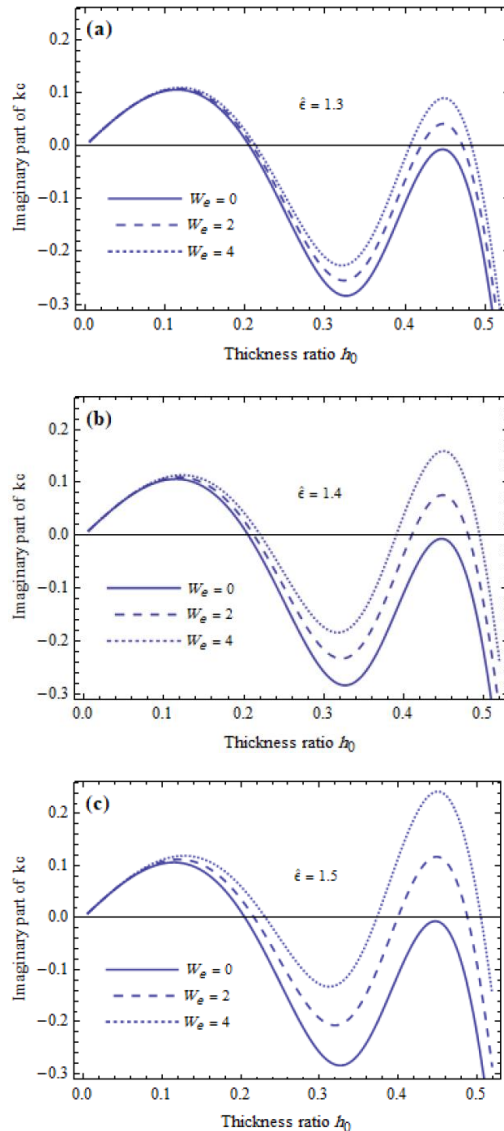 (a)
0.2
0.1
0.0
−0.1
−0.2
−0.3
Imaginary part of kc
ε̂ = 1.3
We = 0
We = 2
We = 4
0.0 0.1 0.2 0.3 0.4 0.5
Thickness ratio h0
(b)
0.2
0.1
0.0
−0.1
−0.2
−0.3
Imaginary part of kc
ε̂ = 1.4
We = 0
We = 2
We = 4
0.0 0.1 0.2 0.3 0.4 0.5
Thickness ratio h0
(c)
0.2
0.1
0.0
−0.1
−0.2
−0.3
Imaginary part of kc
ε̂ = 1.5
We = 0
We = 2
We = 4
0.0 0.1 0.2 0.3 0.4 0.5
Thickness ratio h0